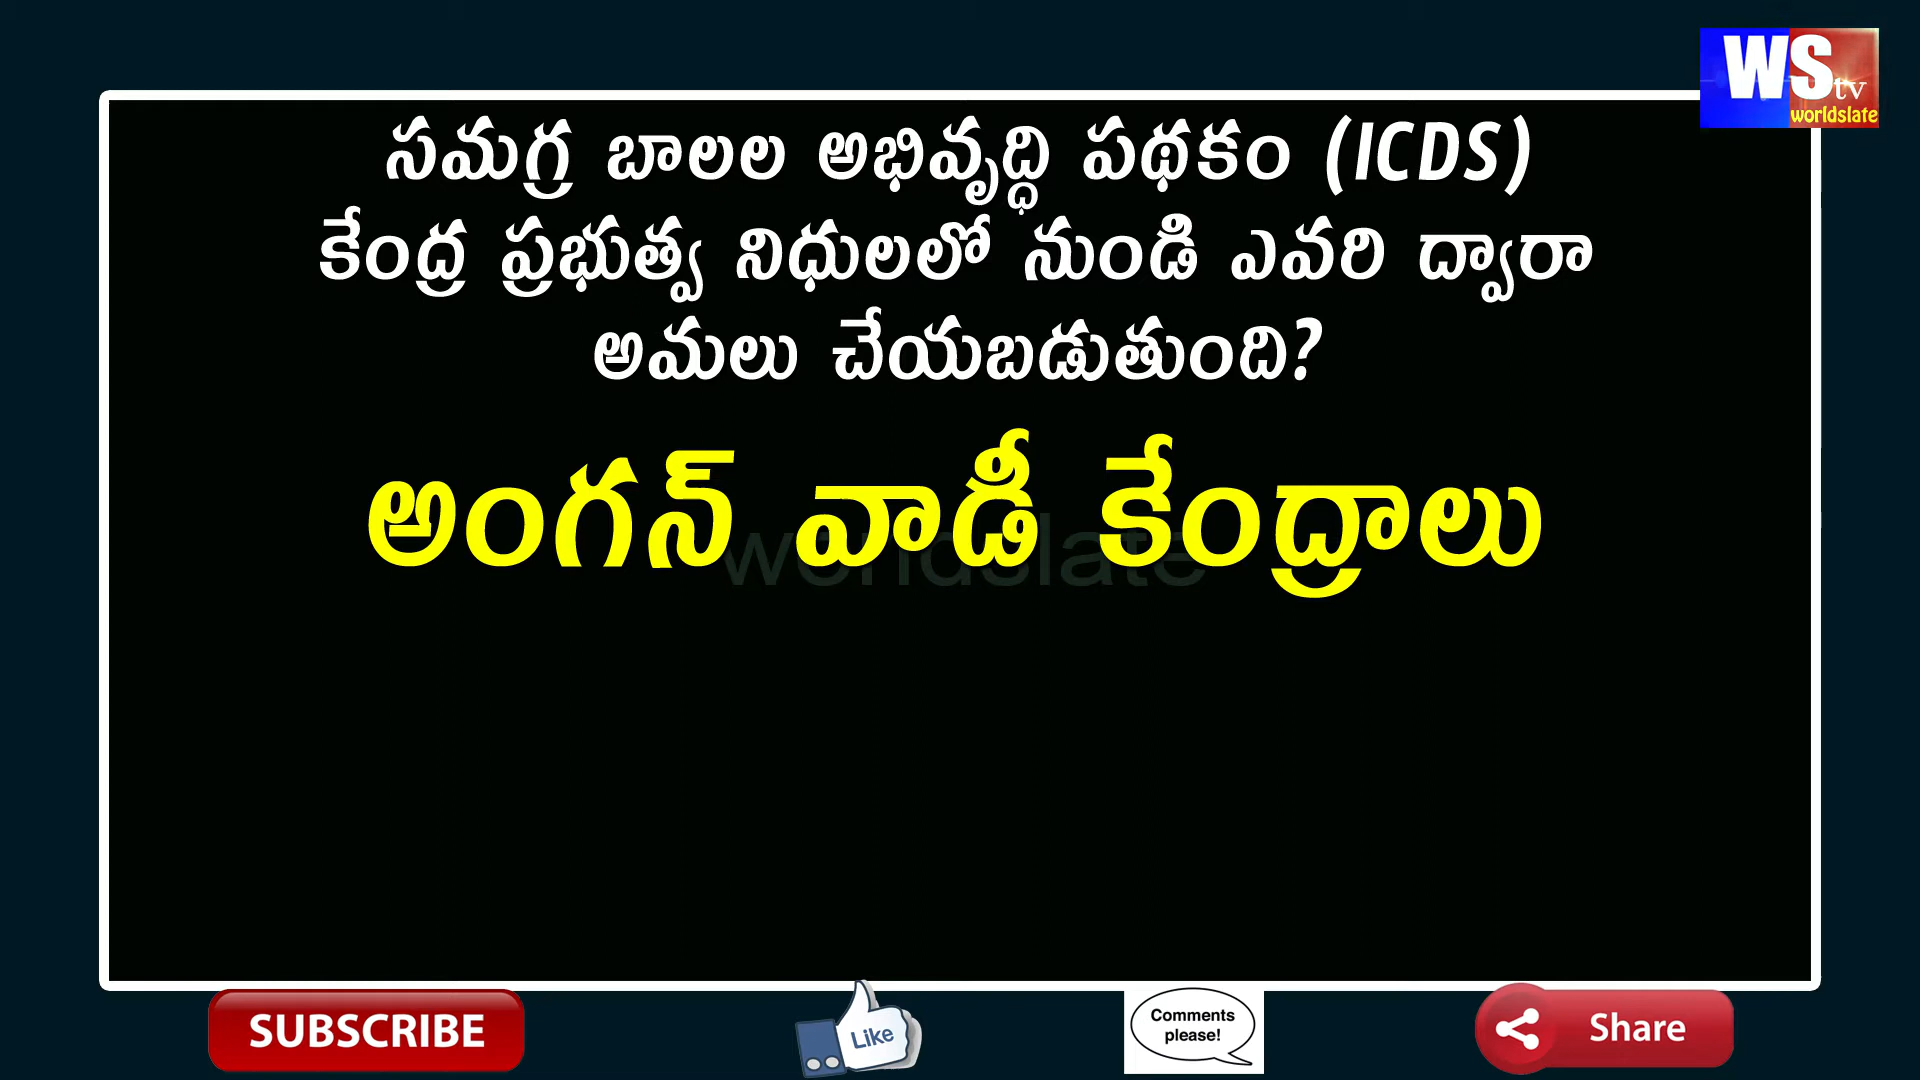 WS tv
worldslate
సమగ్ర బాలల అభివృద్ధి పథకం (ICDS)
కేంద్ర ప్రభుత్వ నిధులలో నుండి ఎవరి ద్వారా
అమలు చేయబడుతుంది?
అంగన్ వాడీ కేంద్రాలు
worldslate
SUBSCRIBE
Like
Comments
please!
Share